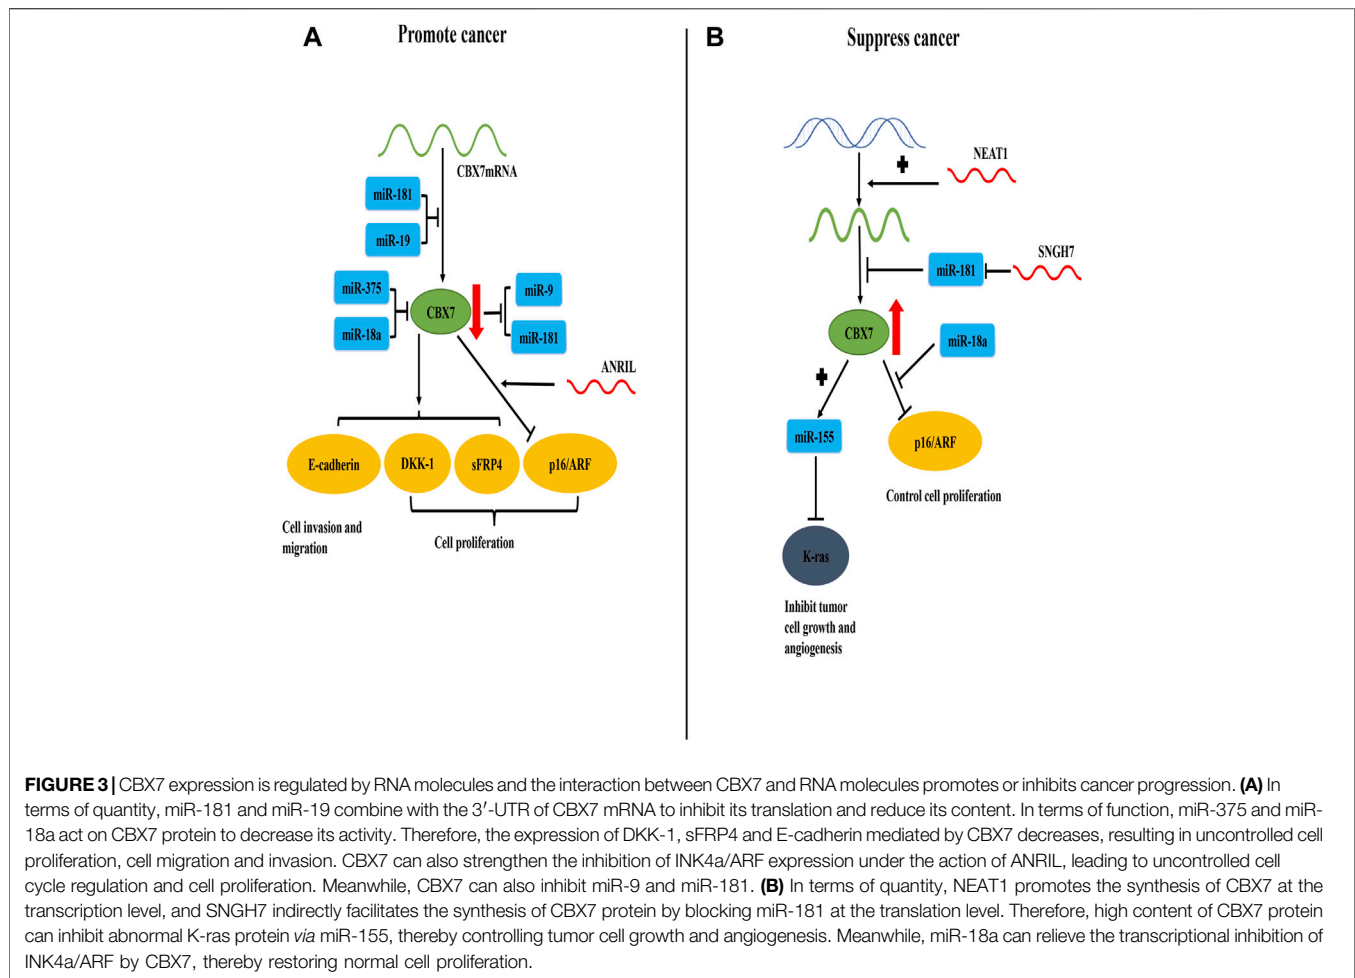 A
Promote cancer
CBX7mRNA
miR-181
miR-19
miR-375
miR-18a
CBX7
miR-9
miR-181
ANRIL
E-cadherin
DKK-1
sFRP4
p16/ARF
Cell invasion and
migration
Cell proliferation
B
Suppress cancer
NEAT1
SNGH7
miR-181
CBX7
miR-18a
miR-155
p16/ARF
Control cell proliferation
K-ras
Inhibit tumor
cell growth and
angiogenesis
FIGURE 3 | CBX7 expression is regulated by RNA molecules and the interaction between CBX7 and RNA molecules promotes or inhibits cancer progression. (A) In
terms of quantity, miR-181 and miR-19 combine with the 3′-UTR of CBX7 mRNA to inhibit its translation and reduce its content. In terms of function, miR-375 and miR-
18a act on CBX7 protein to decrease its activity. Therefore, the expression of DKK-1, sFRP4 and E-cadherin mediated by CBX7 decreases, resulting in uncontrolled cell
proliferation, cell migration and invasion. CBX7 can also strengthen the inhibition of INK4a/ARF expression under the action of ANRIL, leading to uncontrolled cell
cycle regulation and cell proliferation. Meanwhile, CBX7 can also inhibit miR-9 and miR-181. (B) In terms of quantity, NEAT1 promotes the synthesis of CBX7 at the
transcription level, and SNGH7 indirectly facilitates the synthesis of CBX7 protein by blocking miR-181 at the translation level. Therefore, high content of CBX7 protein
can inhibit abnormal K-ras protein via miR-155, thereby controlling tumor cell growth and angiogenesis. Meanwhile, miR-18a can relieve the transcriptional inhibition of
INK4a/ARF by CBX7, thereby restoring normal cell proliferation.